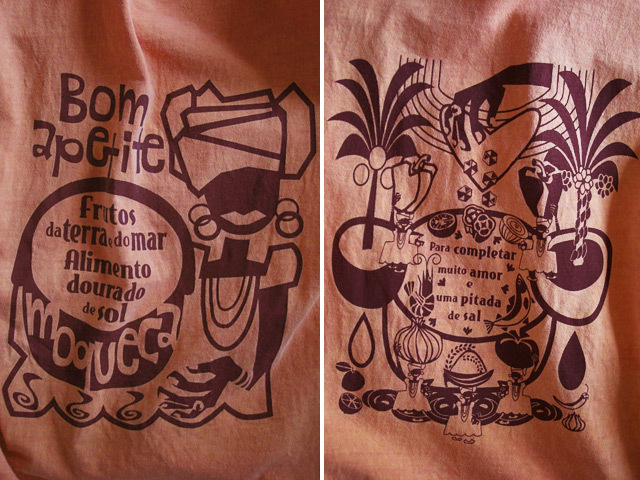 Bom
apetite
Frutos
da terra e do mar
Alimento
dourado
de sol
moqueca
Para completar
muito amor
e
uma pitada
de sal